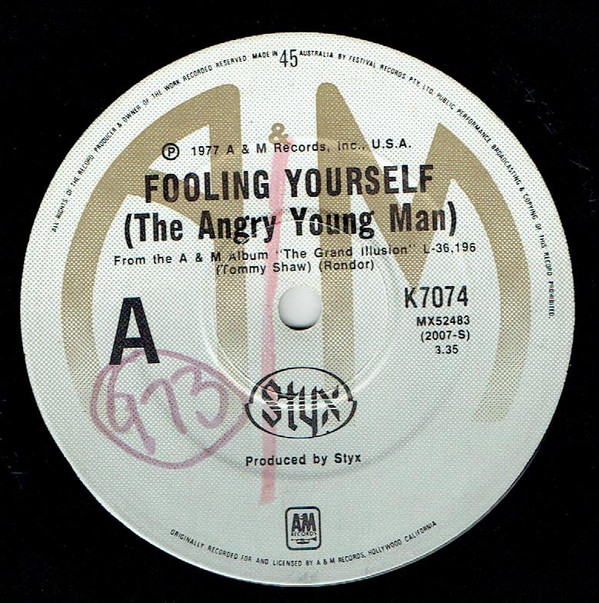 ALL RIGHTS OF THE RECORD PRODUCER & OWNER OF THE WORK RECORDED RESERVED. MADE IN 45 AUSTRALIA BY FESTIVAL RECORDS PTY. LTD. PUBLIC PERFORMANCE BROADCASTING & COPYING OF THIS RECORD PROHIBITED.
A & M
℗ 1977 A & M Records, Inc., U.S.A.
FOOLING YOURSELF
(The Angry Young Man)
From the A & M Album "The Grand Illusion" L-36,196
(Tommy Shaw) (Rondor)
A
K7074
MX52483
(2007-S)
3.35
973
Styx
Produced by Styx
A&M
RECORDS
ORIGINALLY RECORDED FOR AND LICENSED BY A & M RECORDS, HOLLYWOOD CALIFORNIA